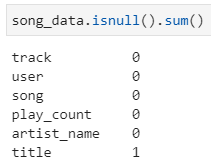 song_data.isnull().sum()
track 0
user 0
song 0
play_count 0
artist_name 0
title 1